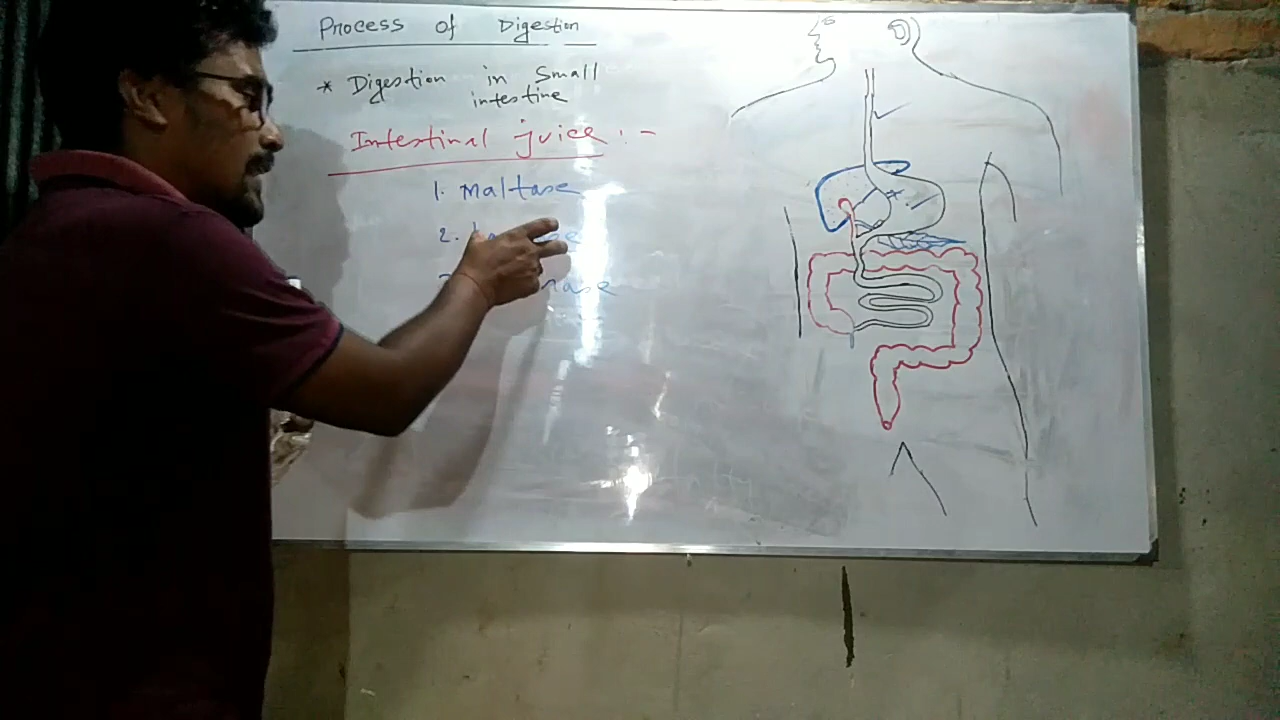 Process of Digestion
* Digestion in Small
intestine
Intestinal juice :-
1. Maltase
2.